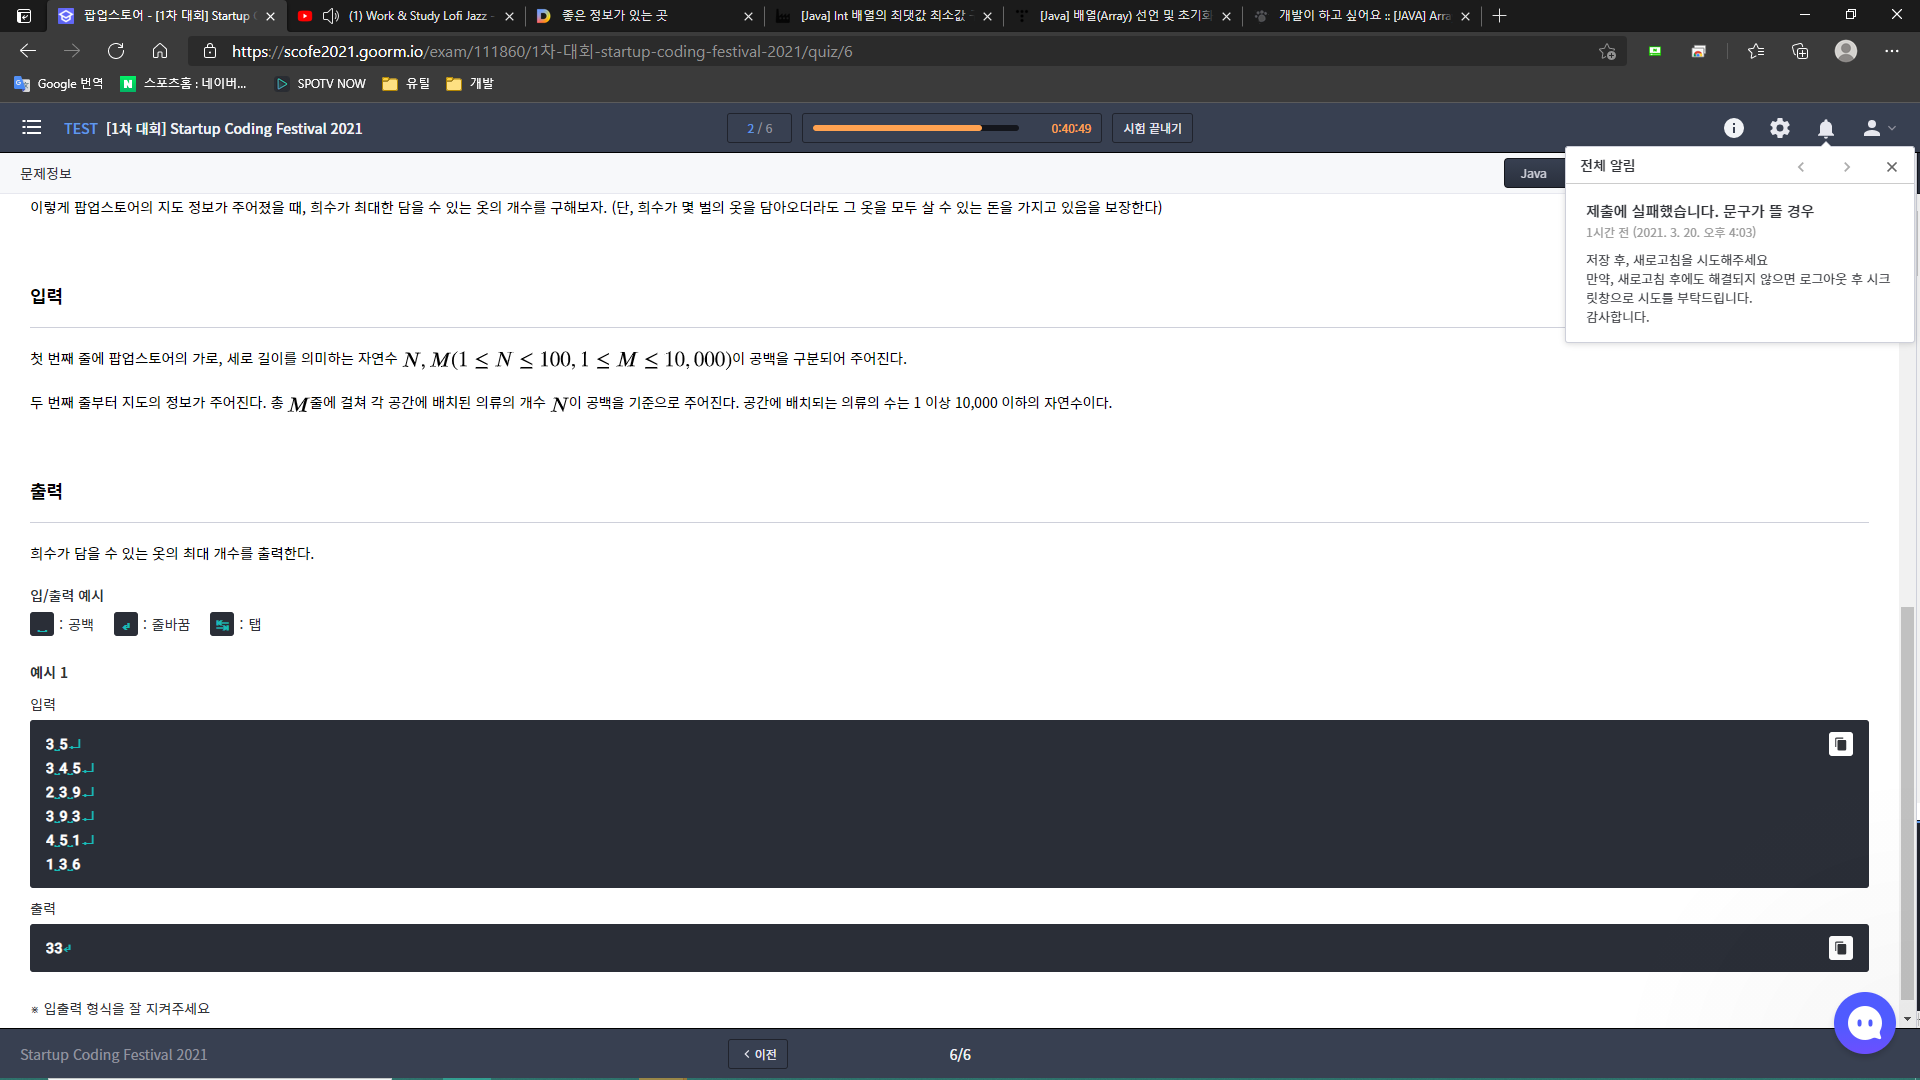 팝업스토어 - [1차 대회] Startup
(1) Work & Study Lofi Jazz -
좋은 정보가 있는 곳
[Java] Int 배열의 최댓값 최소값
[Java] 배열(Array) 선언 및 초기화
개발이 하고 싶어요 :: [JAVA] Arra
https://scofe2021.goorm.io/exam/111860/1차-대회-startup-coding-festival-2021/quiz/6
Google 번역
스포츠홈 : 네이버...
SPOTV NOW
유틸
개발
TEST [1차 대회] Startup Coding Festival 2021
2 / 6
0:40:49
시험 끝내기
문제정보
Java
전체 알림
제출에 실패했습니다. 문구가 뜰 경우
1시간 전 (2021. 3. 20. 오후 4:03)
저장 후, 새로고침을 시도해주세요
만약, 새로고침 후에도 해결되지 않으면 로그아웃 후 시크
릿창으로 시도를 부탁드립니다.
감사합니다.
이렇게 팝업스토어의 지도 정보가 주어졌을 때, 희수가 최대한 담을 수 있는 옷의 개수를 구해보자. (단, 희수가 몇 벌의 옷을 담아오더라도 그 옷을 모두 살 수 있는 돈을 가지고 있음을 보장한다)
입력
첫 번째 줄에 팝업스토어의 가로, 세로 길이를 의미하는 자연수 N, M(1 ≤ N ≤ 100, 1 ≤ M ≤ 10, 000)이 공백을 구분되어 주어진다.
두 번째 줄부터 지도의 정보가 주어진다. 총 M줄에 걸쳐 각 공간에 배치된 의류의 개수 N이 공백을 기준으로 주어진다. 공간에 배치되는 의류의 수는 1 이상 10,000 이하의 자연수이다.
출력
희수가 담을 수 있는 옷의 최대 개수를 출력한다.
입/출력 예시
: 공백 : 줄바꿈 : 탭
예시 1
입력
3 5
3 4 5
2 3 9
3 9 3
4 5 1
1 3 6
출력
33
※ 입출력 형식을 잘 지켜주세요
Startup Coding Festival 2021
이전
6/6